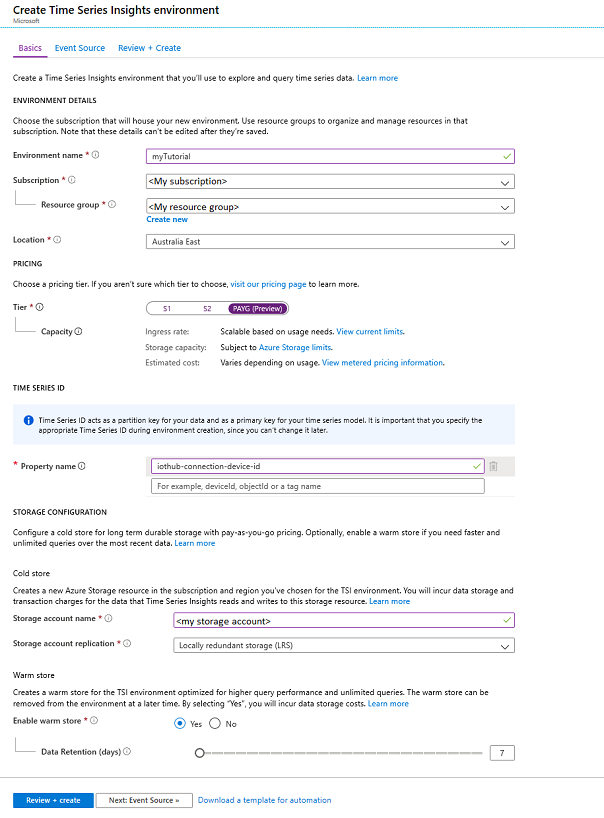 Create Time Series Insights environment
Microsoft
Basics Event Source Review + Create
Create a Time Series Insights environment that you'll use to explore and query time series data. Learn more
ENVIRONMENT DETAILS
Choose the subscription that will house your new environment. Use resource groups to organize and manage resources in that
subscription. Note that these details can't be edited after they're saved.
Environment name * myTutorial
Subscription * <My subscription>
Resource group * <My resource group>
Create new
Location * Australia East
PRICING
Choose a pricing tier. If you aren't sure which tier to choose, visit our pricing page to learn more.
Tier * S1 S2 PAYG (Preview)
Capacity Ingress rate: Scalable based on usage needs. View current limits.
Storage capacity: Subject to Azure Storage limits.
Estimated cost: Varies depending on usage. View metered pricing information.
TIME SERIES ID
Time Series ID acts as a partition key for your data and as a primary key for your time series model. It is important that you specify the
appropriate Time Series ID during environment creation, since you can't change it later.
* Property name iothub-connection-device-id
For example, deviceId, objectId or a tag name
STORAGE CONFIGURATION
Configure a cold store for long term durable storage with pay-as-you-go pricing. Optionally, enable a warm store if you need faster and
unlimited queries over the most recent data. Learn more
Cold store
Creates a new Azure Storage resource in the subscription and region you've chosen for the TSI environment. You will incur data storage and
transaction charges for the data that Time Series Insights reads and writes to this storage resource. Learn more
Storage account name * <my storage account>
Storage account replication * Locally redundant storage (LRS)
Warm store
Creates a warm store for the TSI environment optimized for higher query performance and unlimited queries. The warm store can be
removed from the environment at a later time. By selecting "Yes", you will incur data storage costs. Learn more
Enable warm store * Yes No
Data Retention (days) 7
Review + create Next: Event Source » Download a template for automation